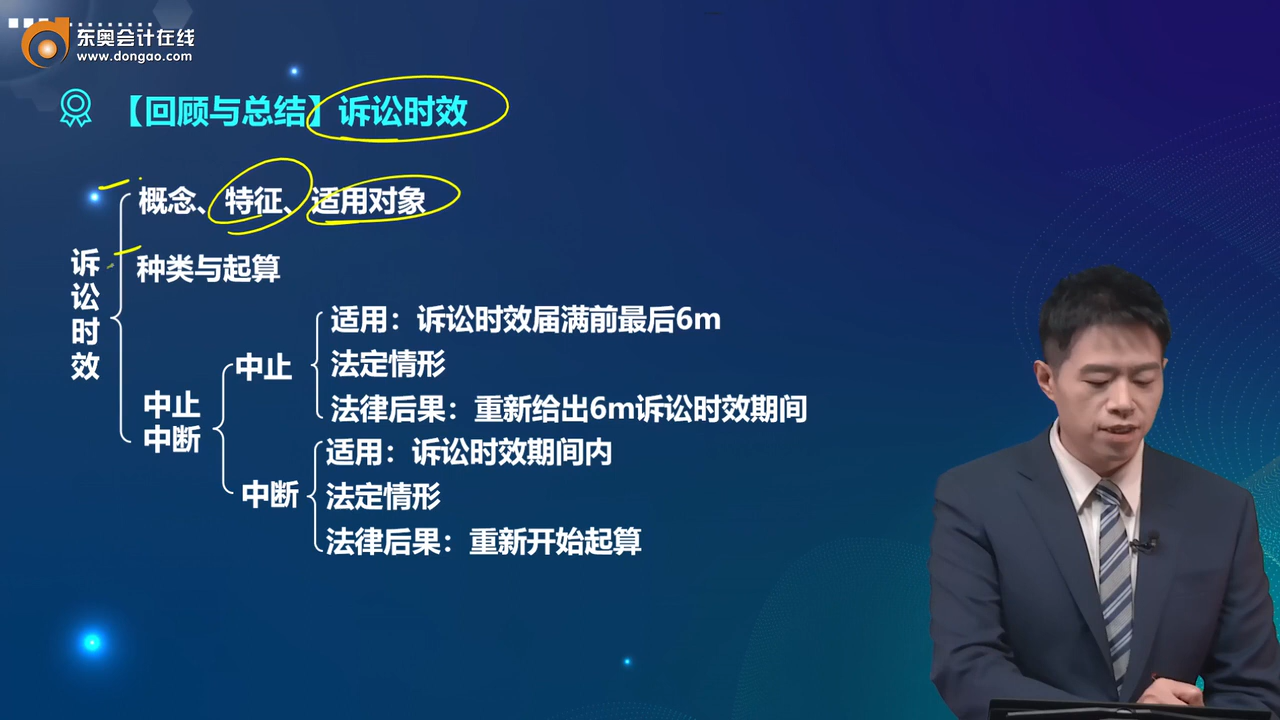 东奥会计在线
www.dongao.com
【回顾与总结】诉讼时效
概念、特征、适用对象
诉讼时效
种类与起算
中止
中断
中止
适用：诉讼时效届满前最后6m
法定情形
法律后果：重新给出6m诉讼时效期间
中断
适用：诉讼时效期间内
法定情形
法律后果：重新开始起算